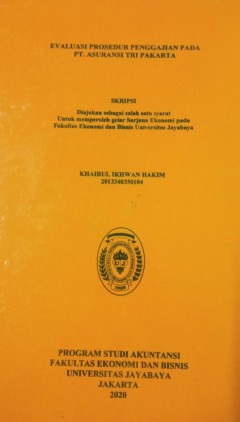 EVALUASI PROSEDUR PENGGAJIAN PADA
PT. ASURANSI TRI PAKARTA
SKRIPSI
Diajukan sebagai salah satu syarat
Untuk memperoleh gelar Sarjana Ekonomi pada
Fakultas Ekonomi dan Bisnis Universitas Jayabaya
KHAIRUL IKHWAN HAKIM
2013340350104
PROGRAM STUDI AKUNTANSI
FAKULTAS EKONOMI DAN BISNIS
UNIVERSITAS JAYABAYA
JAKARTA
2020